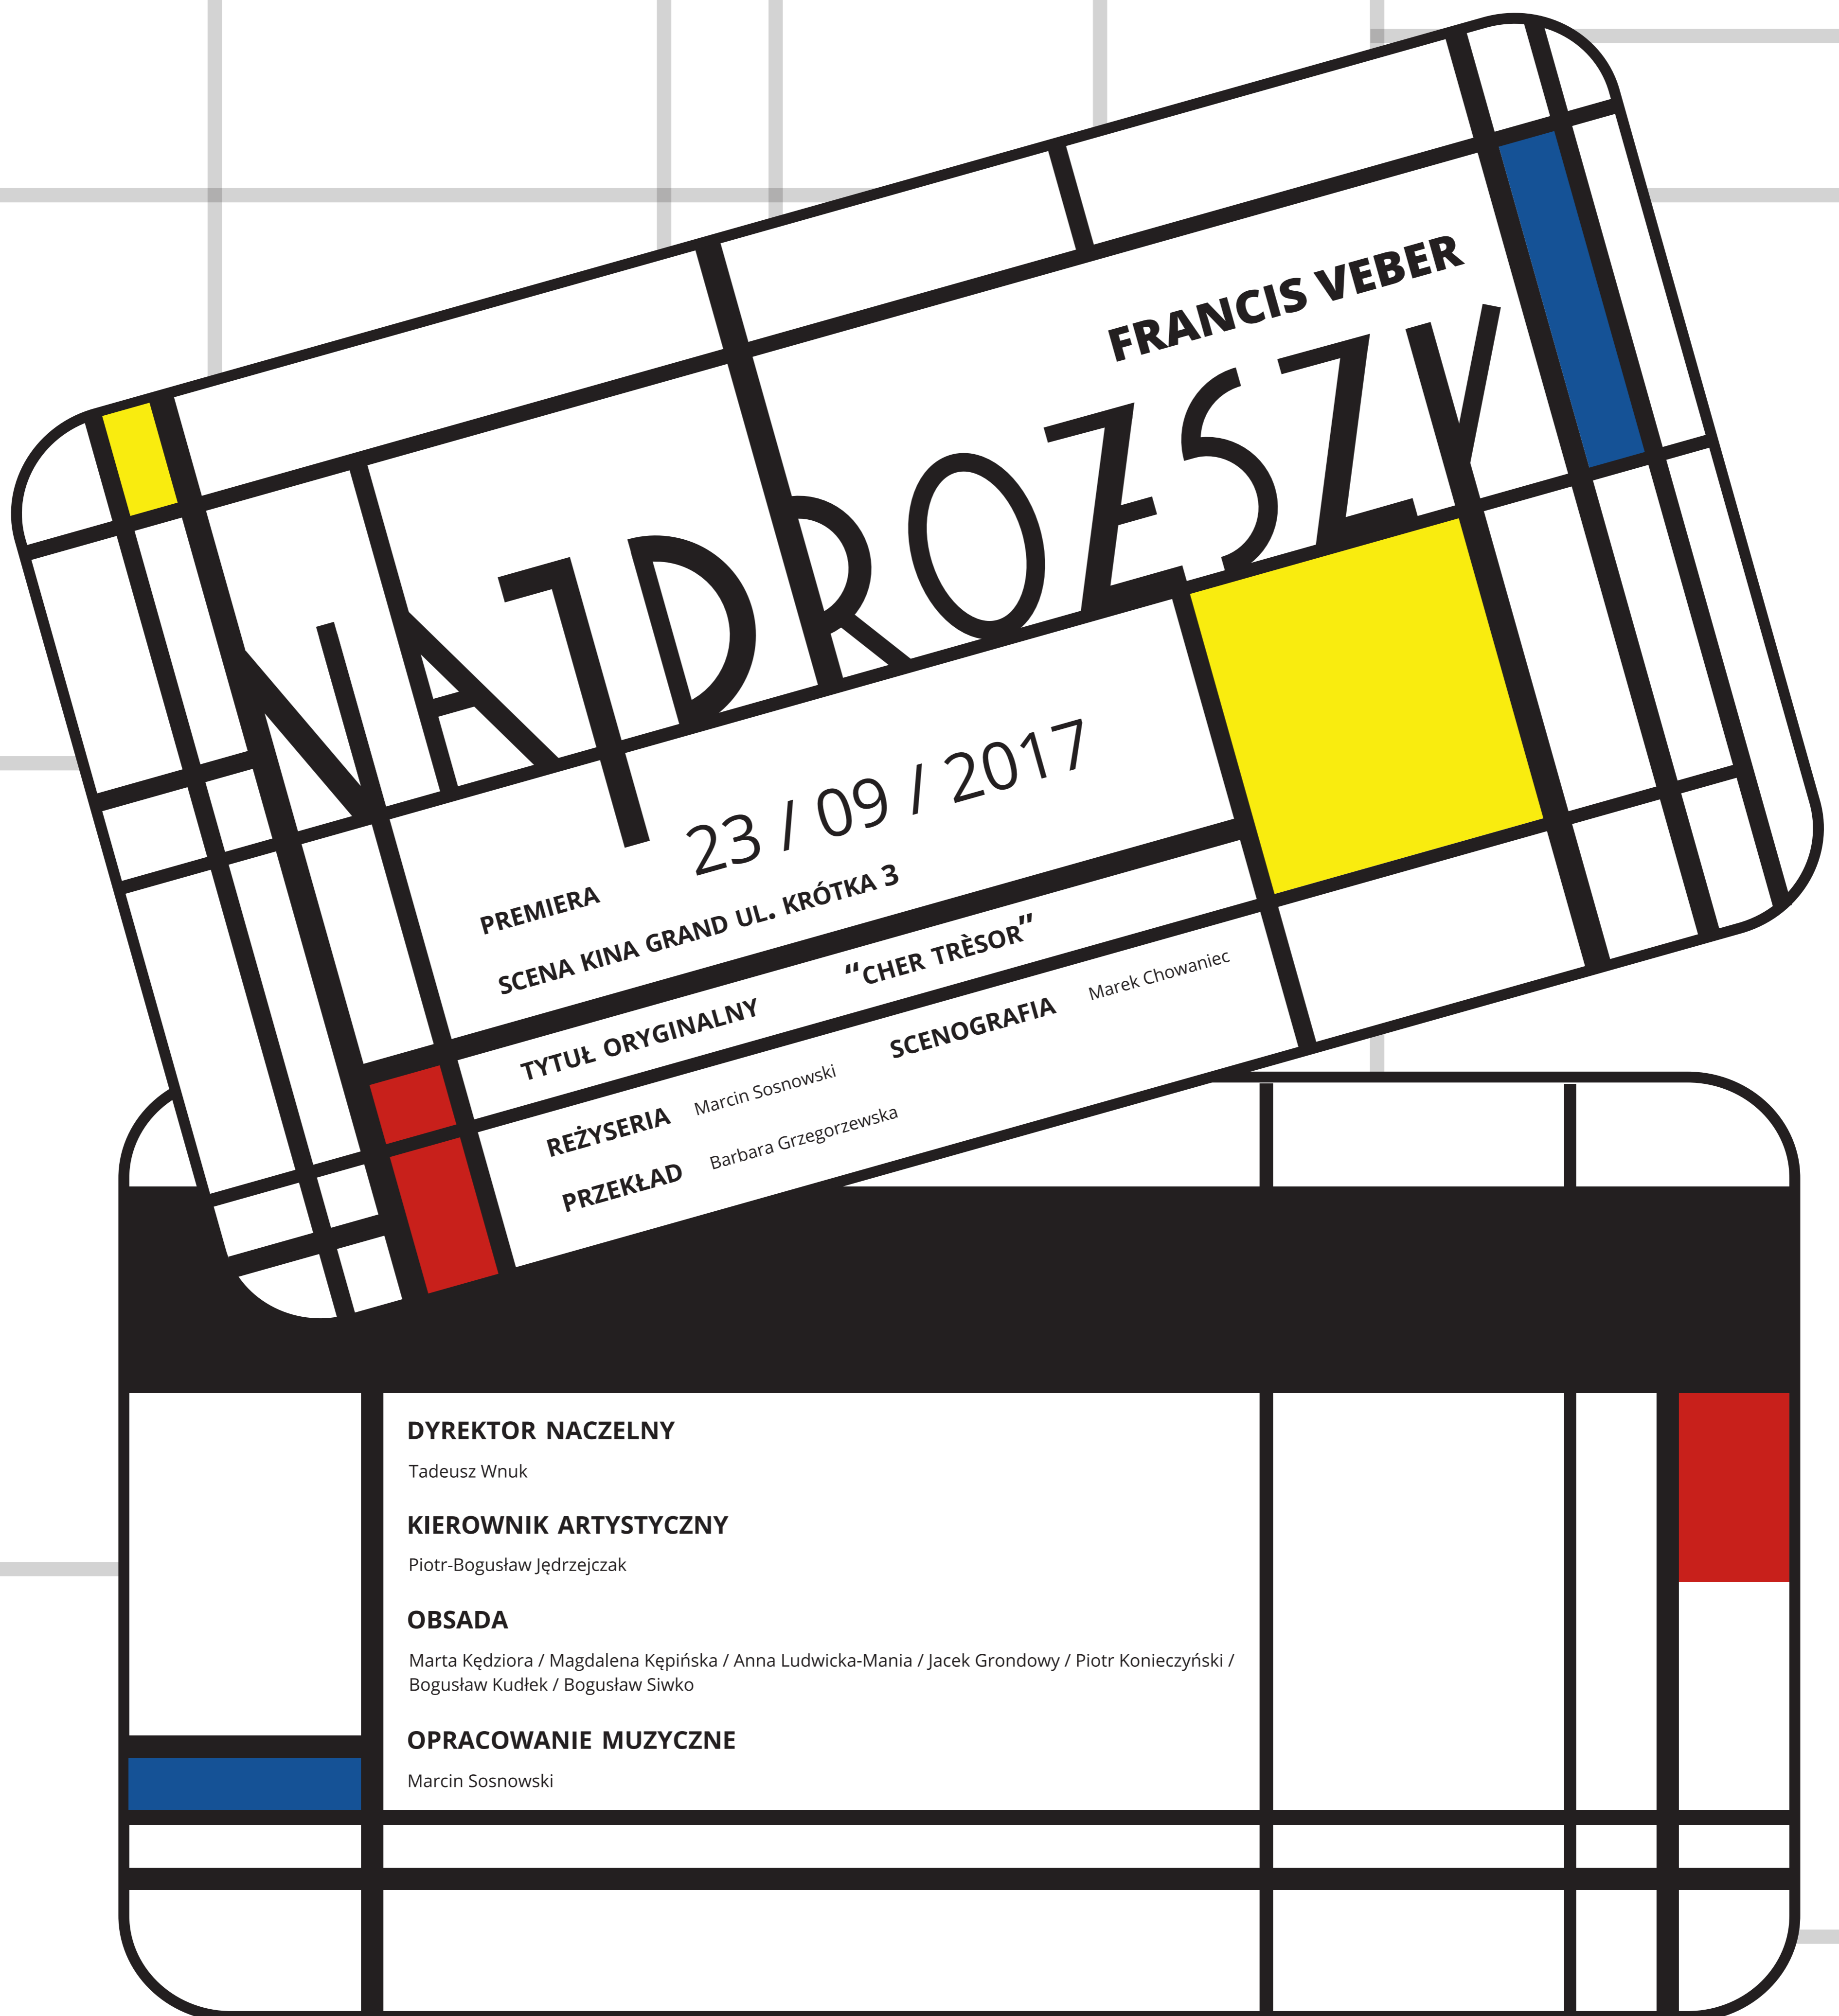 FRANCIS VEBER
NAJDROŻSZY
23 / 09 / 2017
PREMIERA
SCENA KINA GRAND UL. KRÓTKA 3
TYTUŁ ORYGINALNY “CHER TRÈSOR”
REŻYSERIA Marcin Sosnowski SCENOGRAFIA Marek Chowaniec
PRZEKŁAD Barbara Grzegorzewska
DYREKTOR NACZELNY
Tadeusz Wnuk
KIEROWNIK ARTYSTYCZNY
Piotr-Bogusław Jędrzejczak
OBSADA
Marta Kędziora / Magdalena Kępińska / Anna Ludwicka-Mania / Jacek Grondowy / Piotr Konieczyński /
Bogusław Kudłek / Bogusław Siwko
OPRACOWANIE MUZYCZNE
Marcin Sosnowski